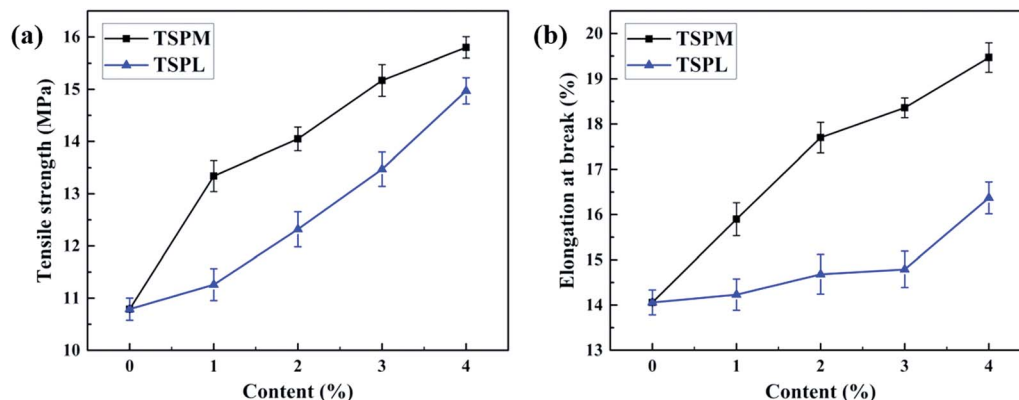 (a)
TSPM
TSPL
Tensile strength (MPa)
16
15
14
13
12
11
10
0 1 2 3 4
Content (%)
(b)
TSPM
TSPL
Elongation at break (%)
20
19
18
17
16
15
14
13
0 1 2 3 4
Content (%)